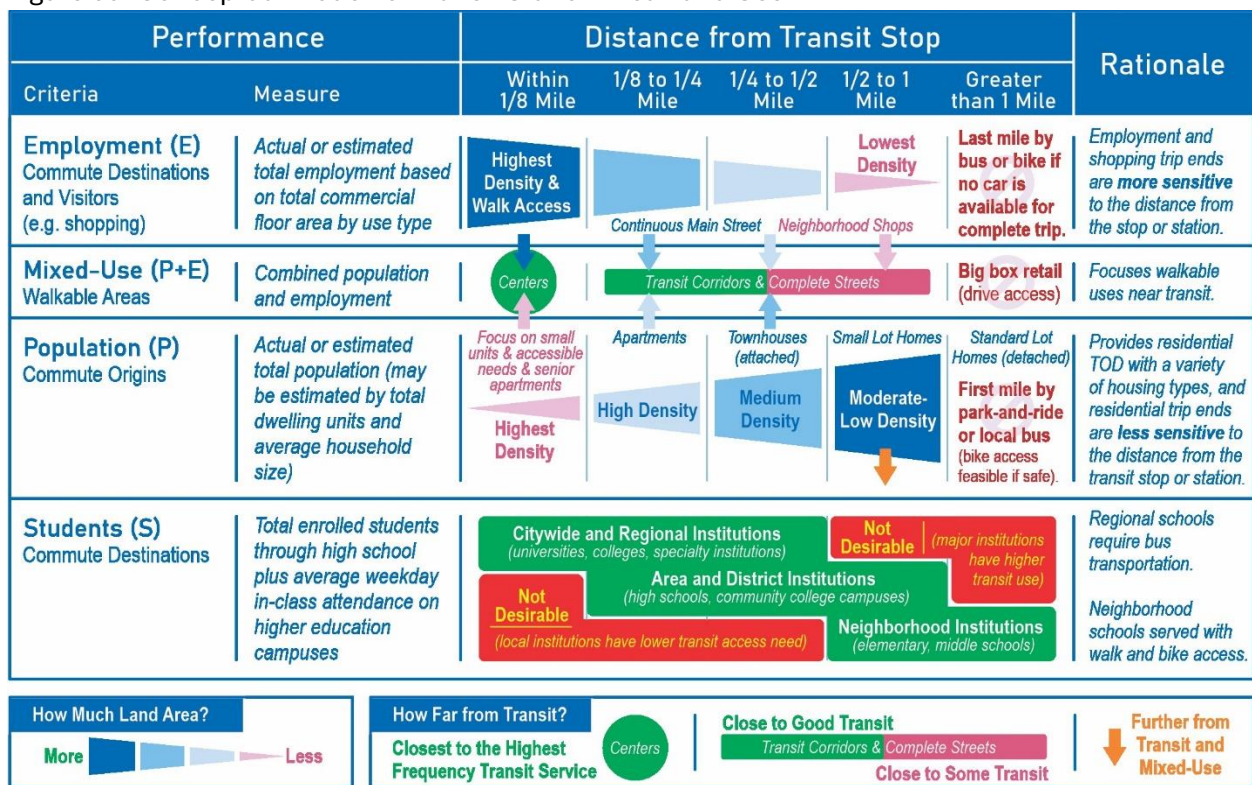 Performance
Distance from Transit Stop
Rationale
Criteria
Measure
Within
1/8 Mile
1/8 to 1/4
Mile
1/4 to 1/2
Mile
1/2 to 1
Mile
Greater
than 1 Mile
Employment (E)
Commute Destinations
and Visitors
(e.g. shopping)
Actual or estimated
total employment based
on total commercial
floor area by use type
Highest
Density &
Walk Access
Lowest
Density
Last mile by
bus or bike if
no car is
available for
complete trip.
Employment and
shopping trip ends
are more sensitive
to the distance from
the stop or station.
Continuous Main Street
Neighborhood Shops
Mixed-Use (P+E)
Walkable Areas
Combined population
and employment
Centers
Transit Corridors & Complete Streets
Big box retail
(drive access)
Focuses walkable
uses near transit.
Population (P)
Commute Origins
Actual or estimated
total population (may
be estimated by total
dwelling units and
average household
size)
Focus on small
units & accessible
needs & senior
apartments
Highest
Density
Apartments
High Density
Townhouses
(attached)
Medium
Density
Small Lot Homes
Moderate-
Low Density
Standard Lot
Homes (detached)
First mile by
park-and-ride
or local bus
(bike access
feasible if safe).
Provides residential
TOD with a variety
of housing types, and
residential trip ends
are less sensitive to
the distance from the
transit stop or station.
Students (S)
Commute Destinations
Total enrolled students
through high school
plus average weekday
in-class attendance on
higher education
campuses
Citywide and Regional Institutions
(universities, colleges, specialty institutions)
Not
Desirable
(major institutions
have higher
transit use)
Area and District Institutions
(high schools, community college campuses)
Not
Desirable
(local institutions have lower transit access need)
Neighborhood Institutions
(elementary, middle schools)
Regional schools
require bus
transportation.
Neighborhood
schools served with
walk and bike access.
How Much Land Area?
More
Less
How Far from Transit?
Closest to the Highest
Frequency Transit Service
Centers
Close to Good Transit
Transit Corridors & Complete Streets
Close to Some Transit
Further from
Transit and
Mixed-Use